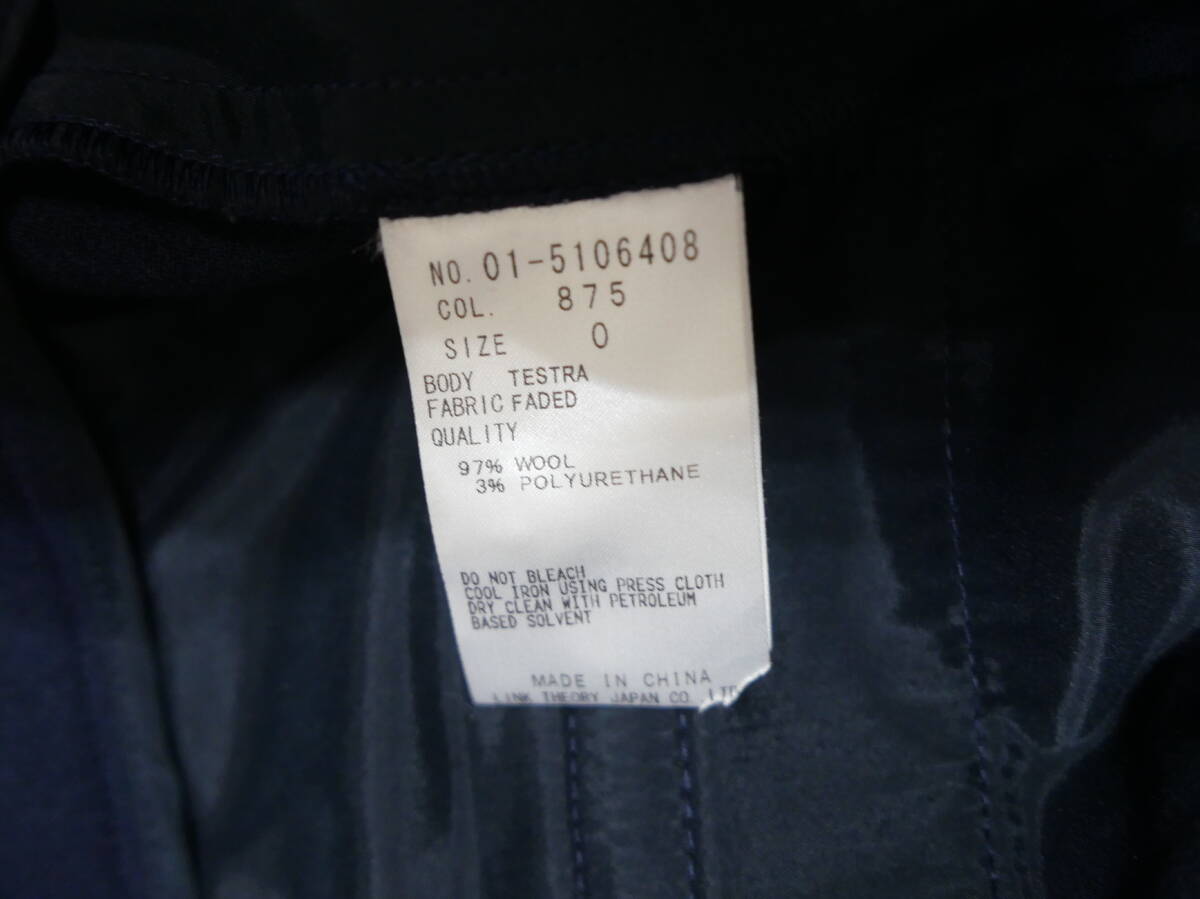 NO. 01-5106408
COL. 875
SIZE 0
BODY TESTRA
FABRIC FADED
QUALITY
97% WOOL
3% POLYURETHANE
DO NOT BLEACH
COOL IRON USING PRESS CLOTH
DRY CLEAN WITH PETROLEUM
BASED SOLVENT
MADE IN CHINA
LINK THEORY JAPAN CO. LTD